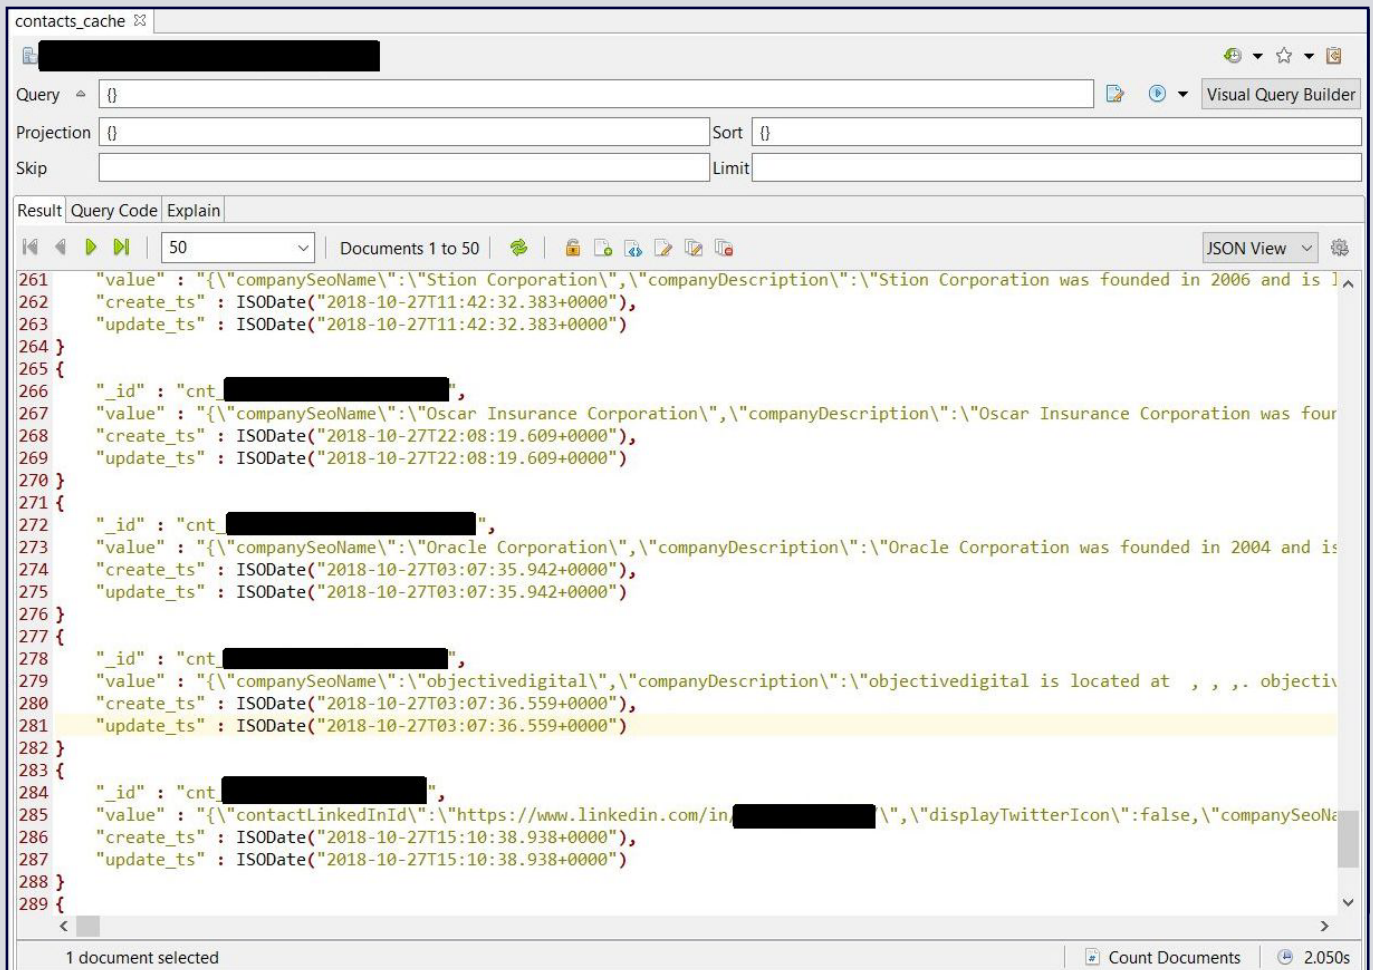 contacts_cache
Query {} Visual Query Builder
Projection {} Sort {}
Skip Limit
Result Query Code Explain
50 Documents 1 to 50 JSON View
261 "value" : "{\"companySeoName\":\"Stion Corporation\",\"companyDescription\":\"Stion Corporation was founded in 2006 and is l
262 "create_ts" : ISODate("2018-10-27T11:42:32.383+0000"),
263 "update_ts" : ISODate("2018-10-27T11:42:32.383+0000")
264 }
265 {
266 "_id" : "cnt_ ",
267 "value" : "{\"companySeoName\":\"Oscar Insurance Corporation\",\"companyDescription\":\"Oscar Insurance Corporation was four
268 "create_ts" : ISODate("2018-10-27T22:08:19.609+0000"),
269 "update_ts" : ISODate("2018-10-27T22:08:19.609+0000")
270 }
271 {
272 "_id" : "cnt_ ",
273 "value" : "{\"companySeoName\":\"Oracle Corporation\",\"companyDescription\":\"Oracle Corporation was founded in 2004 and is
274 "create_ts" : ISODate("2018-10-27T03:07:35.942+0000"),
275 "update_ts" : ISODate("2018-10-27T03:07:35.942+0000")
276 }
277 {
278 "_id" : "cnt_ ",
279 "value" : "{\"companySeoName\":\"objectivedigital\",\"companyDescription\":\"objectivedigital is located at , , ,. objectiv
280 "create_ts" : ISODate("2018-10-27T03:07:36.559+0000"),
281 "update_ts" : ISODate("2018-10-27T03:07:36.559+0000")
282 }
283 {
284 "_id" : "cnt_ ",
285 "value" : "{\"contactLinkedInId\":\"https://www.linkedin.com/in/ \",\"displayTwitterIcon\":false,\"companySeoNa
286 "create_ts" : ISODate("2018-10-27T15:10:38.938+0000"),
287 "update_ts" : ISODate("2018-10-27T15:10:38.938+0000")
288 }
289 {
1 document selected Count Documents 2.050s